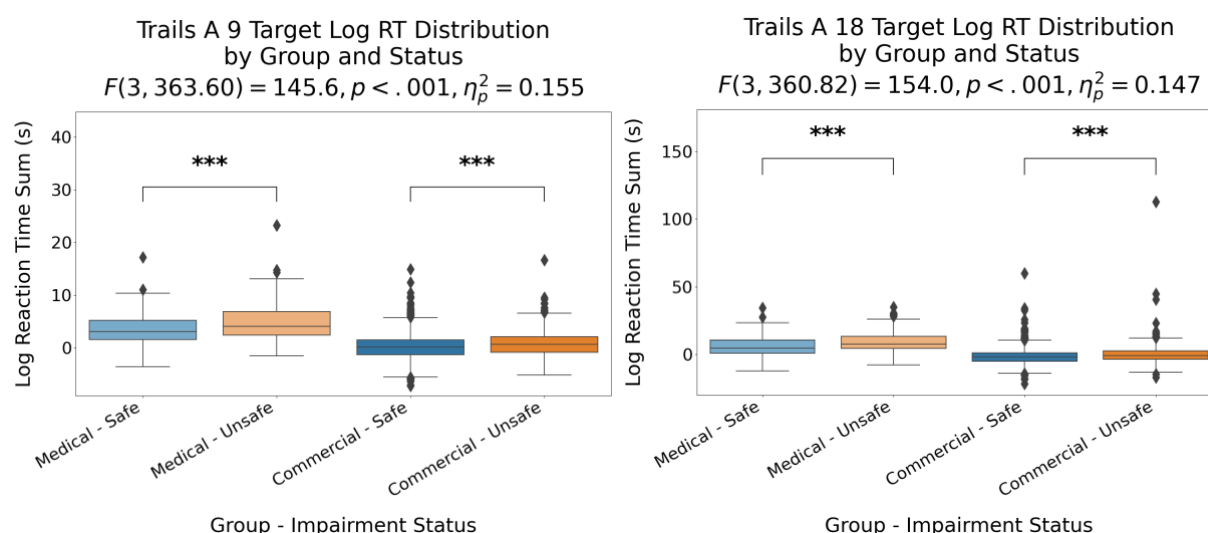 Trails A 9 Target Log RT Distribution
by Group and Status
F(3, 363.60) = 145.6, p < .001, η²ₚ = 0.155
Log Reaction Time Sum (s)
40
30
20
10
0
***
***
Medical - Safe
Medical - Unsafe
Commercial - Safe
Commercial - Unsafe
Group - Impairment Status
Trails A 18 Target Log RT Distribution
by Group and Status
F(3, 360.82) = 154.0, p < .001, η²ₚ = 0.147
Log Reaction Time Sum (s)
150
100
50
0
***
***
Medical - Safe
Medical - Unsafe
Commercial - Safe
Commercial - Unsafe
Group - Impairment Status